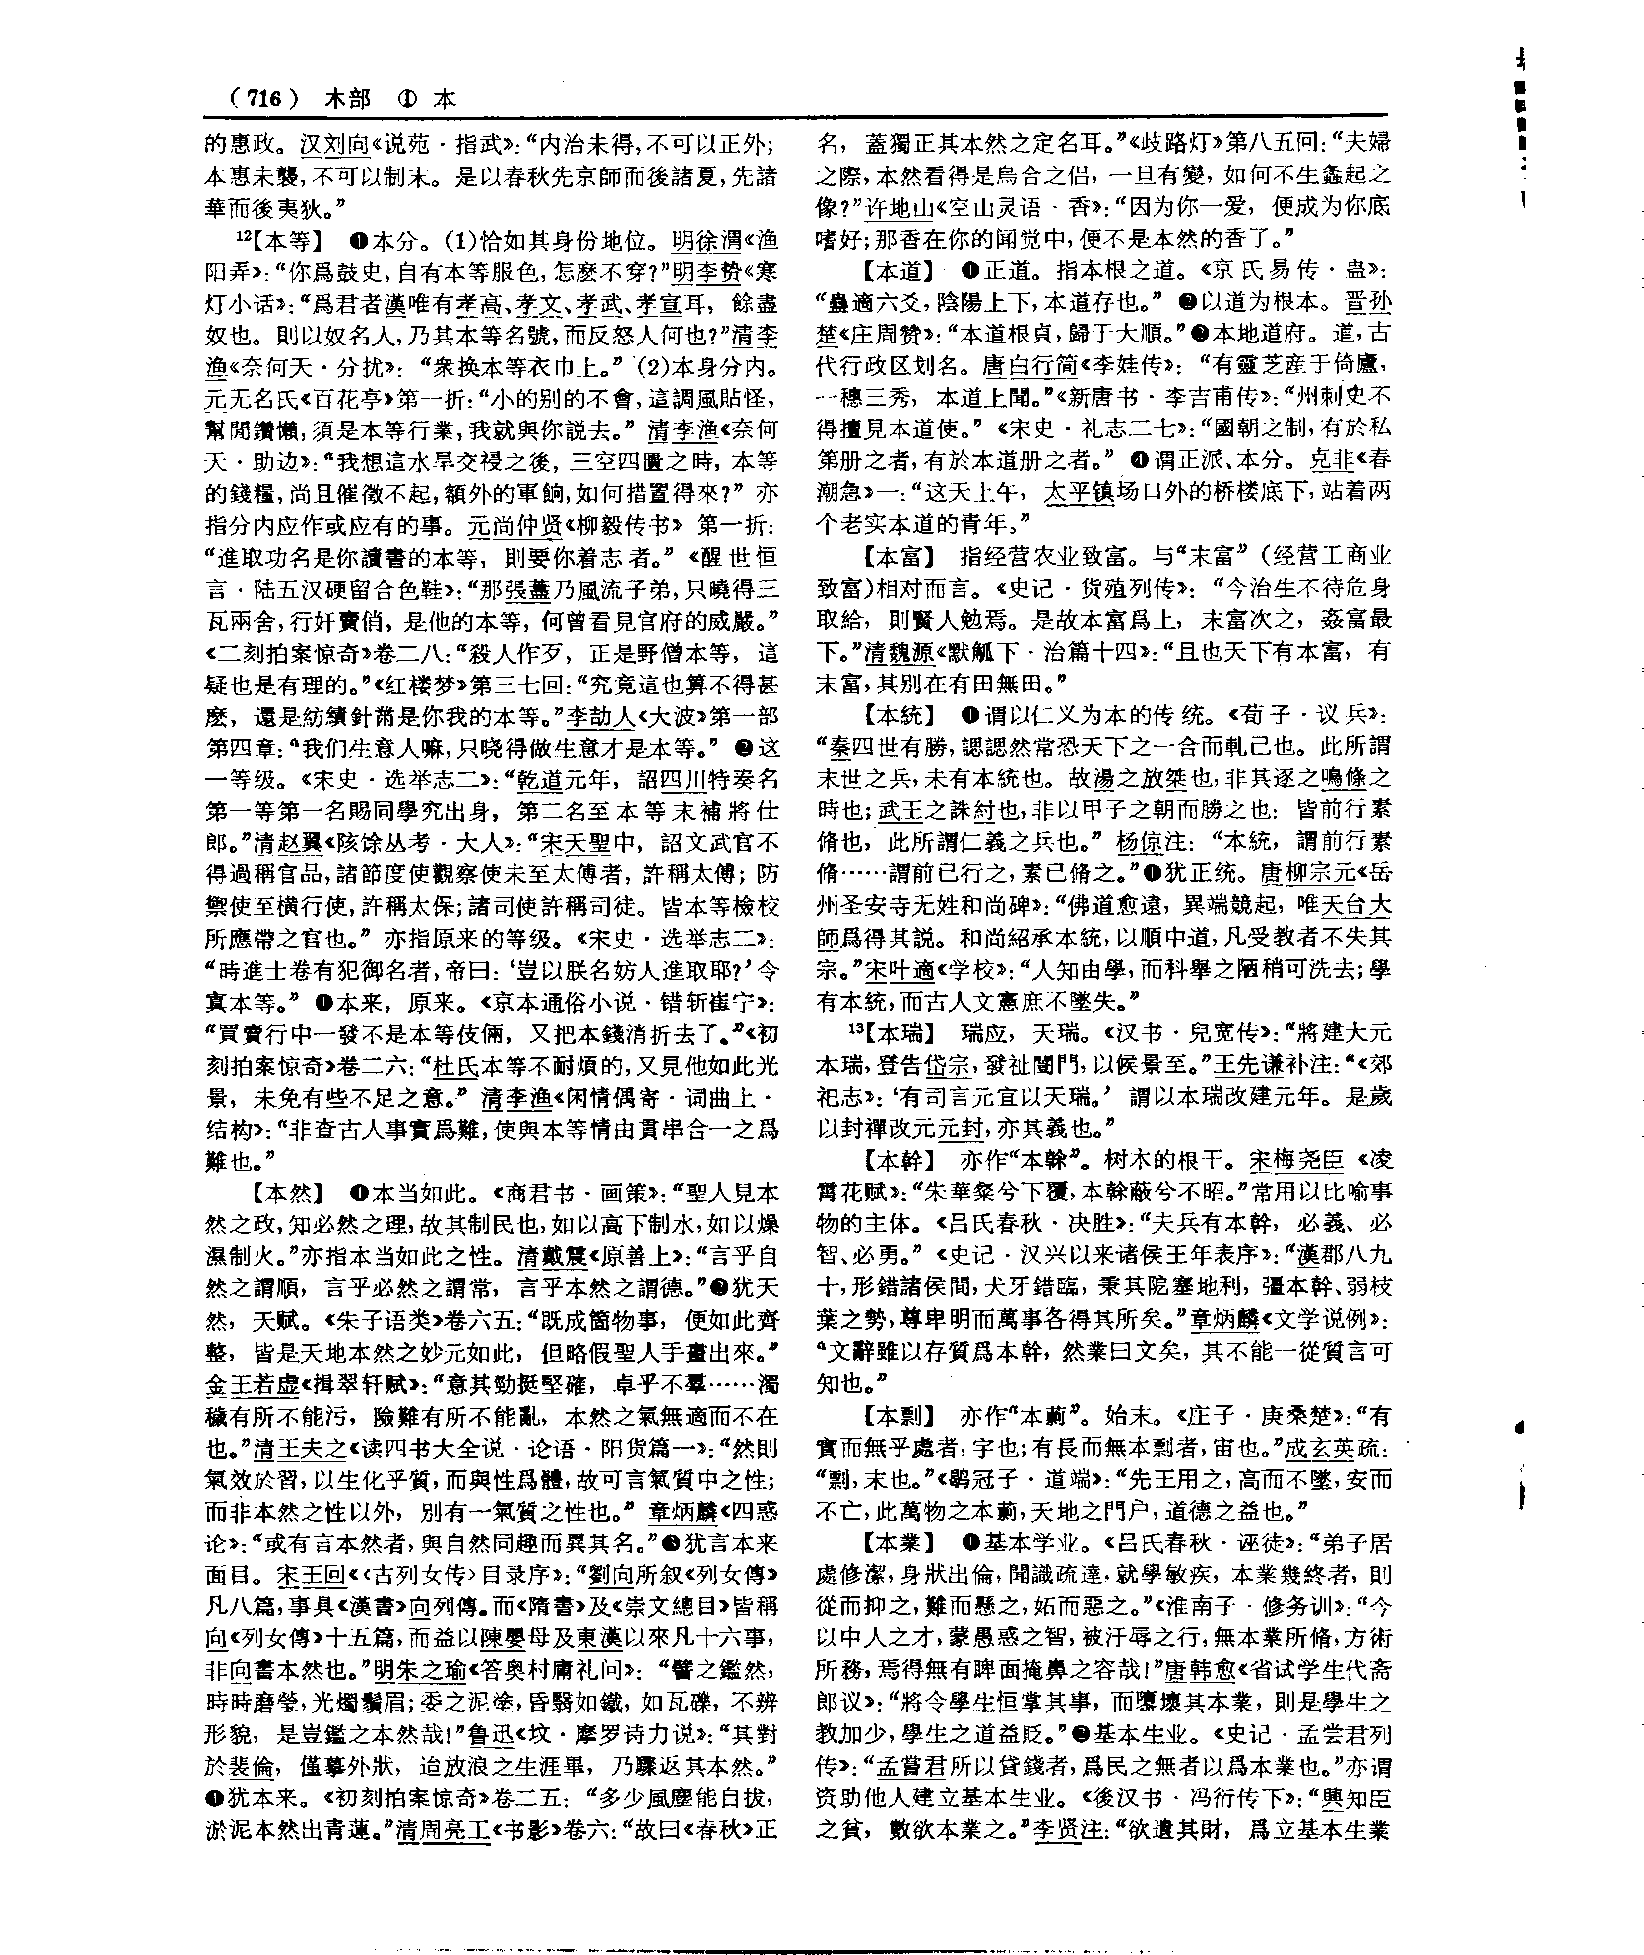 （716） 木部 ① 本
的惠政。汉刘向《说苑·指武》：“内治未得，不可以正外；
本惠未襲，不可以制末。是以春秋先京師而後諸夏，先諸
華而後夷狄。”
12【本等】 ❶本分。(1)恰如其身份地位。明徐渭《渔
阳弄》：“你爲鼓史，自有本等服色，怎麽不穿？”明李贽《寒
灯小话》：“爲君者漢唯有孝高、孝文、孝武、孝宣耳，餘盡
奴也。則以奴名人，乃其本等名號，而反怒人何也？”清李
渔《奈何天·分扰》：“衆换本等衣巾上。”(2)本身分内。
元无名氏《百花亭》第一折：“小的别的不會，這調風貼怪，
幫閒鑽懶，須是本等行業，我就與你説去。”清李渔《奈何
天·助边》：“我想這水旱交祲之後，三空四匱之時，本等
的錢糧，尚且催徵不起，額外的軍餉，如何措置得來？”亦
指分内应作或应有的事。元尚仲贤《柳毅传书》第一折：
“進取功名是你讀書的本等，則要你着志者。”《醒世恒
言·陆五汉硬留合色鞋》：“那張藎乃風流子弟，只曉得三
瓦兩舍，行奸賣俏，是他的本等，何曾看見官府的威嚴。”
《二刻拍案惊奇》卷二八：“殺人作歹，正是野僧本等，這
疑也是有理的。”《红楼梦》第三七回：“究竟這也算不得甚
麽，還是紡績針黹是你我的本等。”李劼人《大波》第一部
第四章：“我们生意人嘛，只晓得做生意才是本等。”❷这
一等级。《宋史·选举志二》：“乾道元年，詔四川特奏名
第一等第一名賜同學究出身，第二名至本等末補將仕
郎。”清赵翼《陔馀丛考·大人》：“宋天聖中，詔文武官不
得過稱官品，諸節度使觀察使未至太傅者，許稱太傅；防
禦使至橫行使，許稱太保；諸司使許稱司徒。皆本等檢校
所應帶之官也。”亦指原来的等级。《宋史·选举志二》：
“時進士卷有犯御名者，帝曰：‘豈以朕名妨人進取耶？’令
寘本等。”❸本来，原来。《京本通俗小说·错斩崔宁》：
“買賣行中一發不是本等伎倆，又把本錢消折去了。”《初
刻拍案惊奇》卷二六：“杜氏本等不耐煩的，又見他如此光
景，未免有些不足之意。”清李渔《闲情偶寄·词曲上·
结构》：“非查古人事實爲難，使與本等情由貫串合一之爲
難也。”
【本然】 ❶本当如此。《商君书·画策》：“聖人見本
然之政，知必然之理，故其制民也，如以高下制水，如以燥
濕制火。”亦指本当如此之性。清戴震《原善上》：“言乎自
然之謂順，言乎必然之謂常，言乎本然之謂德。”❷犹天
然，天赋。《朱子语类》卷六五：“既成箇物事，便如此齊
整，皆是天地本然之妙元如此，但略假聖人手畫出來。”
金王若虚《揖翠轩赋》：“意其勁挺堅確，卓乎不羣……濁
穢有所不能污，險難有所不能亂，本然之氣無適而不在
也。”清王夫之《读四书大全说·论语·阳货篇一》：“然則
氣效於習，以生化乎質，而與性爲體，故可言氣質中之性；
而非本然之性以外，别有一氣質之性也。”章炳麟《四惑
论》：“或有言本然者，與自然同趣而異其名。”❸犹言本来
面目。宋王回《〈古列女传〉目录序》：“劉向所叙《列女傳》
凡八篇，事具《漢書》向列傳。而《隋書》及《崇文總目》皆稱
向《列女傳》十五篇，而益以陳嬰母及東漢以來凡十六事，
非向書本然也。”明朱之瑜《答奥村庸礼问》：“譬之鑑然，
時時磨瑩，光燭鬚眉；委之泥塗，昏翳如鐵，如瓦礫，不辨
形貌，是豈鑑之本然哉！”鲁迅《坟·摩罗诗力说》：“其對
於裴倫，僅摹外狀，迨放浪之生涯畢，乃驟返其本然。”
❹犹本来。《初刻拍案惊奇》卷二五：“多少風塵能自拔，
淤泥本然出青蓮。”清周亮工《书影》卷六：“故曰《春秋》正
名，蓋獨正其本然之定名耳。”《歧路灯》第八五回：“夫婦
之際，本然看得是烏合之侣，一旦有變，如何不生螽起之
像？”许地山《空山灵语·香》：“因为你一爱，便成为你底
嗜好；那香在你的闻觉中，便不是本然的香了。”
【本道】 ❶正道。指本根之道。《京氏易传·蛊》：
“蠱適六爻，陰陽上下，本道存也。”❷以道为根本。晋孙
楚《庄周赞》：“本道根貞，歸于大順。”❸本地道府。道，古
代行政区划名。唐白行简《李娃传》：“有靈芝産于倚廬，
一穗三秀，本道上聞。”《新唐书·李吉甫传》：“州刺史不
得擅見本道使。”《宋史·礼志二七》：“國朝之制，有於私
第册之者，有於本道册之者。”❹谓正派、本分。克非《春
潮急》一：“这天上午，太平镇场口外的桥楼底下，站着两
个老实本道的青年。”
【本富】 指经营农业致富。与“末富”（经营工商业
致富）相对而言。《史记·货殖列传》：“今治生不待危身
取給，則賢人勉焉。是故本富爲上，末富次之，姦富最
下。”清魏源《默觚下·治篇十四》：“且也天下有本富，有
末富，其别在有田無田。”
【本統】 ❶谓以仁义为本的传统。《荀子·议兵》：
“秦四世有勝，諰諰然常恐天下之一合而軋己也。此所謂
末世之兵，未有本統也。故湯之放桀也，非其逐之鳴條之
時也；武王之誅紂也，非以甲子之朝而勝之也：皆前行素
脩也，此所謂仁義之兵也。”杨倞注：“本統，謂前行素
脩……謂前已行之，素已脩之。”❷犹正统。唐柳宗元《岳
州圣安寺无姓和尚碑》：“佛道愈遠，異端競起，唯天台大
師爲得其説。和尚紹承本統，以順中道，凡受教者不失其
宗。”宋叶適《学校》：“人知由學，而科舉之陋稍可洗去；學
有本統，而古人文憲庶不墜失。”
13【本瑞】 瑞应，天瑞。《汉书·兒宽传》：“將建大元
本瑞，登告岱宗，發祉闓門，以候景至。”王先谦补注：“《郊
祀志》：‘有司言元宜以天瑞。’謂以本瑞改建元年。是歲
以封禪改元元封，亦其義也。”
【本幹】 亦作“本榦”。树木的根干。宋梅尧臣《凌
霄花赋》：“朱華粲兮下覆，本榦蔽兮不昭。”常用以比喻事
物的主体。《吕氏春秋·决胜》：“夫兵有本幹，必義、必
智、必勇。”《史记·汉兴以来诸侯王年表序》：“漢郡八九
十，形錯諸侯間，犬牙錯臨，秉其阨塞地利，彊本幹、弱枝
葉之勢，尊卑明而萬事各得其所矣。”章炳麟《文学说例》：
“文辭雖以存質爲本幹，然業曰文矣，其不能一從質言可
知也。”
【本剽】 亦作“本蔈”。始末。《庄子·庚桑楚》：“有
實而無乎處者，宇也；有長而無本剽者，宙也。”成玄英疏：
“剽，末也。”《鹖冠子·道端》：“先王用之，高而不墜，安而
不亡，此萬物之本蔈，天地之門户，道德之益也。”
【本業】 ❶基本学业。《吕氏春秋·诬徒》：“弟子居
處修潔，身狀出倫，聞識疏達，就學敏疾，本業幾終者，則
從而抑之，難而懸之，妬而惡之。”《淮南子·修务训》：“今
以中人之才，蒙愚惑之智，被汙辱之行，無本業所脩，方術
所務，焉得無有睥面掩鼻之容哉！”唐韩愈《省试学生代斋
郎议》：“將令學生恒掌其事，而隳壞其本業，則是學生之
教加少，學生之道益貶。”❷基本生业。《史记·孟尝君列
传》：“孟嘗君所以貸錢者，爲民之無者以爲本業也。”亦谓
资助他人建立基本生业。《後汉书·冯衍传下》：“興知臣
之貧，數欲本業之。”李贤注：“欲遺其財，爲立基本生業